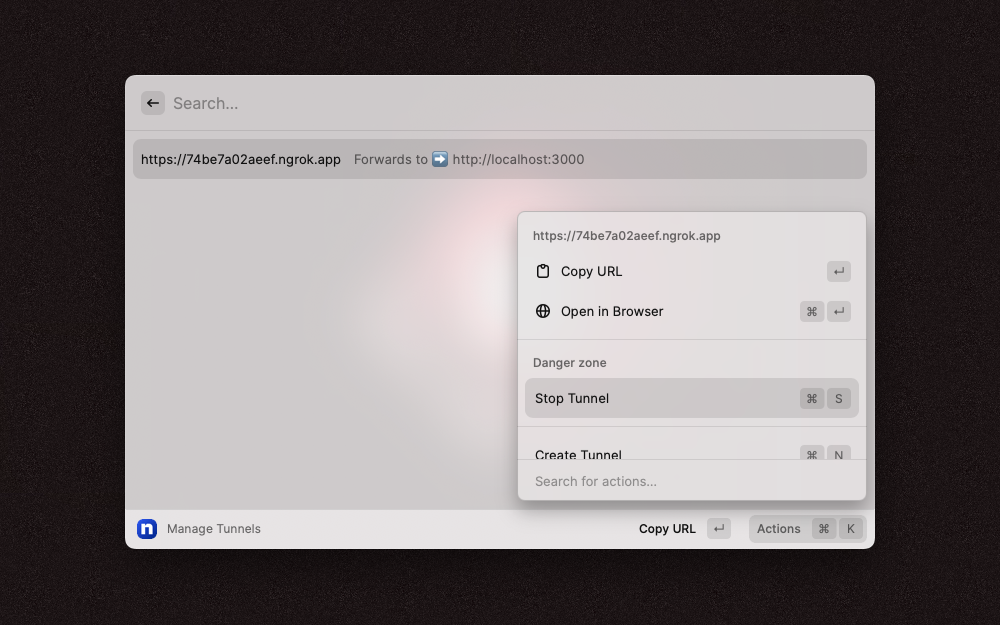 Search...
https://74be7a02aeef.ngrok.app Forwards to ➡️ http://localhost:3000
https://74be7a02aeef.ngrok.app
Copy URL ↵
Open in Browser ⌘ ↵
Danger zone
Stop Tunnel ⌘ S
Create Tunnel ⌘ N
Search for actions...
n Manage Tunnels Copy URL ↵ Actions ⌘ K